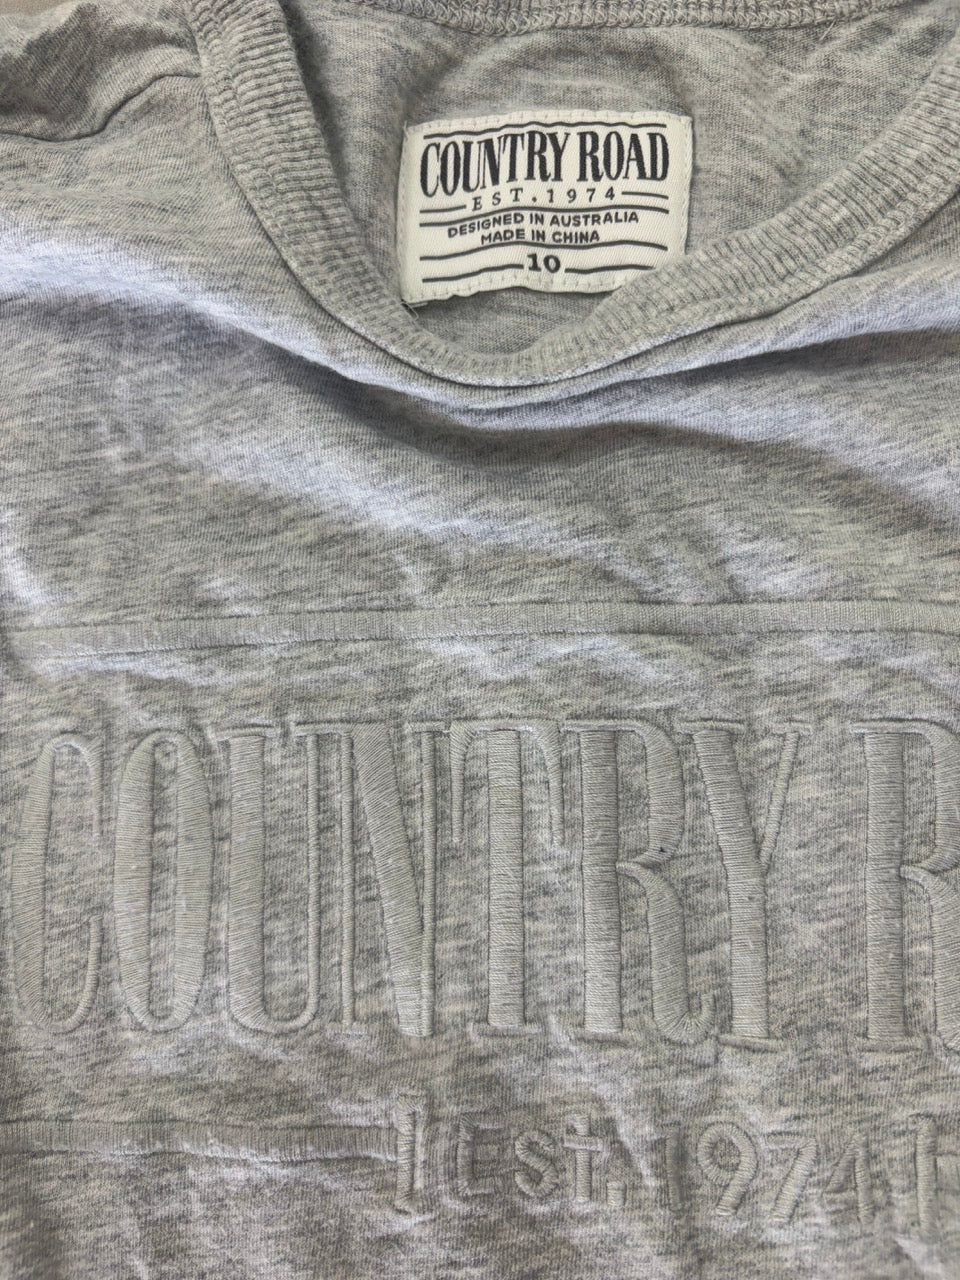 COUNTRY ROAD
EST. 1974
DESIGNED IN AUSTRALIA
MADE IN CHINA
10
COUNTRY R
Est. 1974